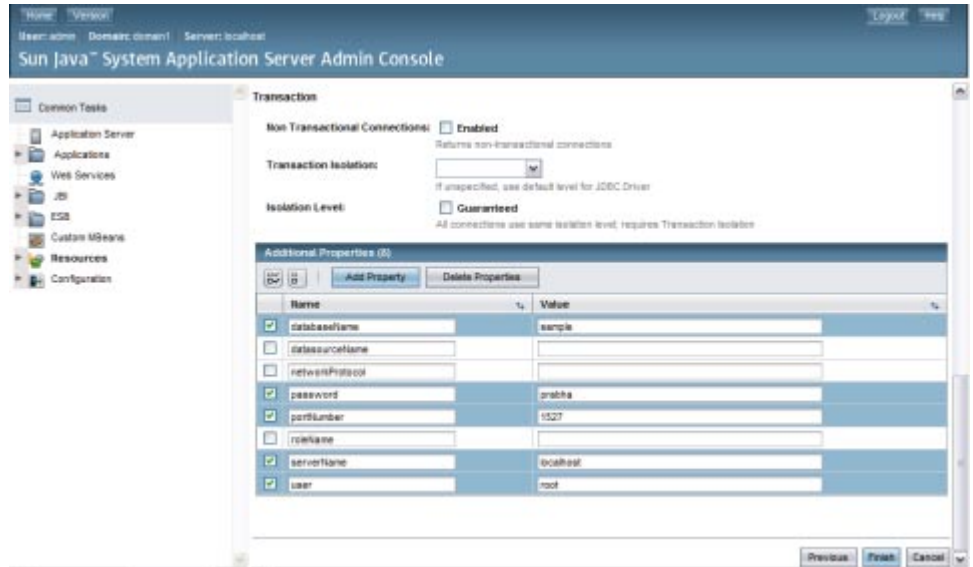 Home Version Logout Help
User: admin Domain: domain1 Server: localhost
Sun Java™ System Application Server Admin Console
Common Tasks
Application Server
Applications
Web Services
JBI
ESB
Custom MBeans
Resources
Configuration
Transaction
Non Transactional Connections: Enabled
Returns non-transactional connections
Transaction Isolation:
If unspecified, use default level for JDBC Driver
Isolation Level: Guaranteed
All connections use same isolation level; requires Transaction Isolation
Additional Properties (8)
Add Property Delete Properties
Name Value
databaseName sample
datasourceName
networkProtocol
password prabha
portNumber 1527
roleName
serverName localhost
user root
Previous Finish Cancel